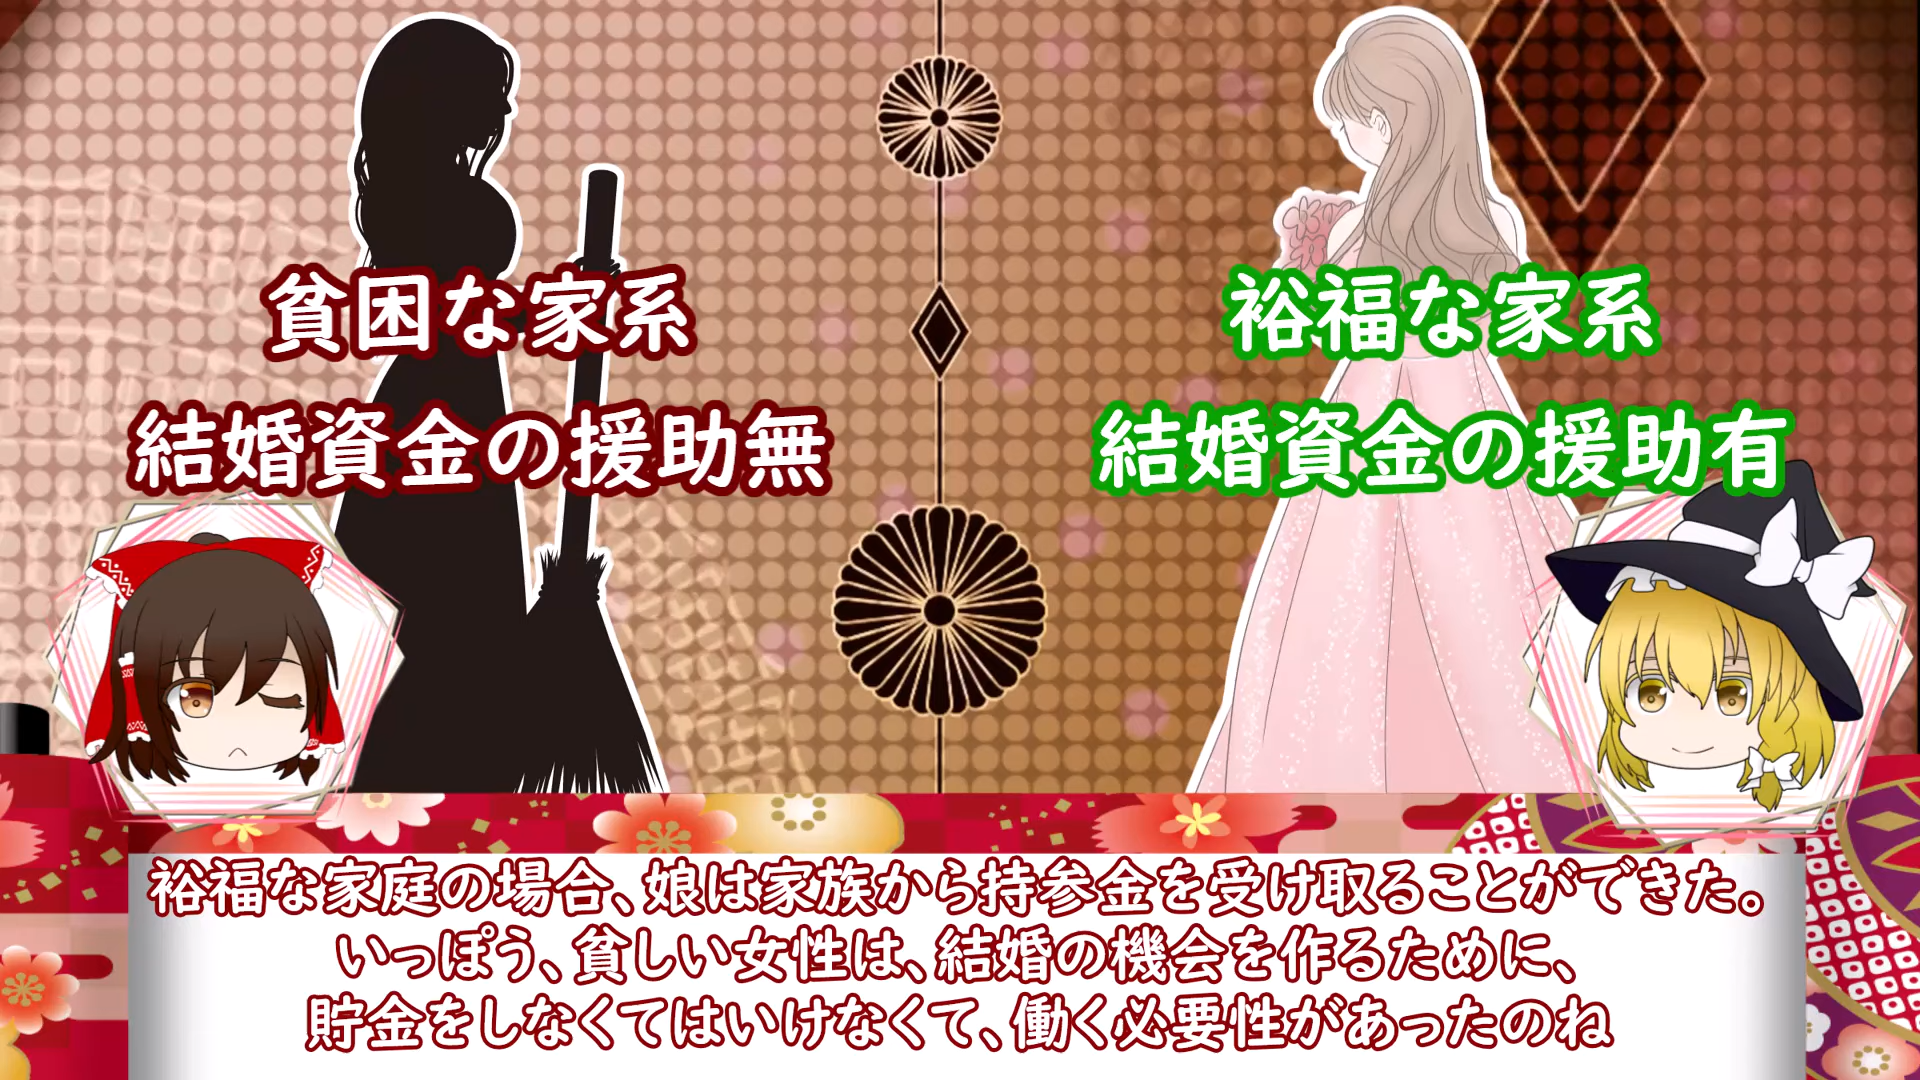 貧困な家系
結婚資金の援助無
裕福な家系
結婚資金の援助有
裕福な家庭の場合、娘は家族から持参金を受け取ることができた。
いっぽう、貧しい女性は、結婚の機会を作るために、
貯金をしなくてはいけなくて、働く必要性があったのね